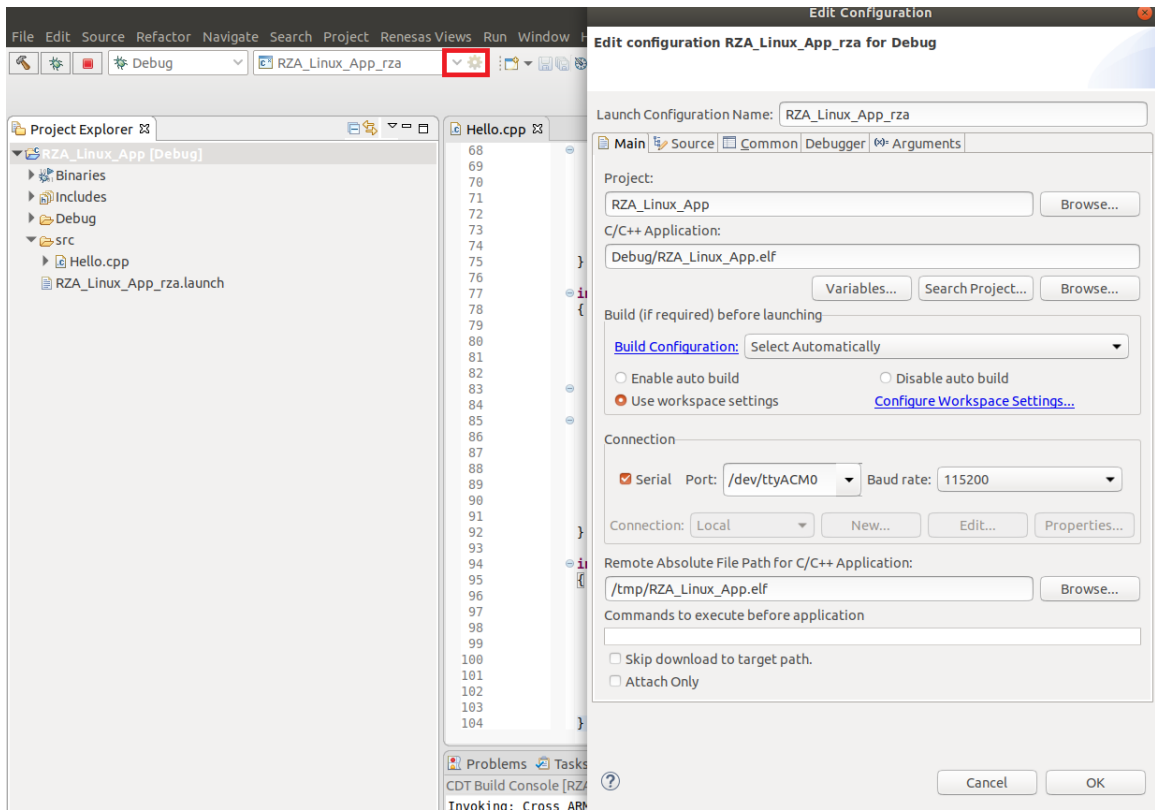 File Edit Source Refactor Navigate Search Project Renesas Views Run Window
Debug RZA_Linux_App_rza
Project Explorer
RZA_Linux_App [Debug]
Binaries
Includes
Debug
src
Hello.cpp
RZA_Linux_App_rza.launch
Hello.cpp
68
69
70
71
72
73
74
75 }
76
77 in
78 {
79
80
81
82
83
84
85
86
87
88
89
90
91
92 }
93
94 in
95 {
96
97
98
99
100
101
102
103
104 }
Problems Tasks
CDT Build Console [RZA
Invoking: Cross ARM
Edit Configuration
Edit configuration RZA_Linux_App_rza for Debug
Launch Configuration Name: RZA_Linux_App_rza
Main Source Common Debugger (x)= Arguments
Project:
RZA_Linux_App Browse...
C/C++ Application:
Debug/RZA_Linux_App.elf
Variables... Search Project... Browse...
Build (if required) before launching
Build Configuration: Select Automatically
Enable auto build Disable auto build
Use workspace settings Configure Workspace Settings...
Connection
Serial Port: /dev/ttyACM0 Baud rate: 115200
Connection: Local New... Edit... Properties...
Remote Absolute File Path for C/C++ Application:
/tmp/RZA_Linux_App.elf Browse...
Commands to execute before application
Skip download to target path.
Attach Only
Cancel OK